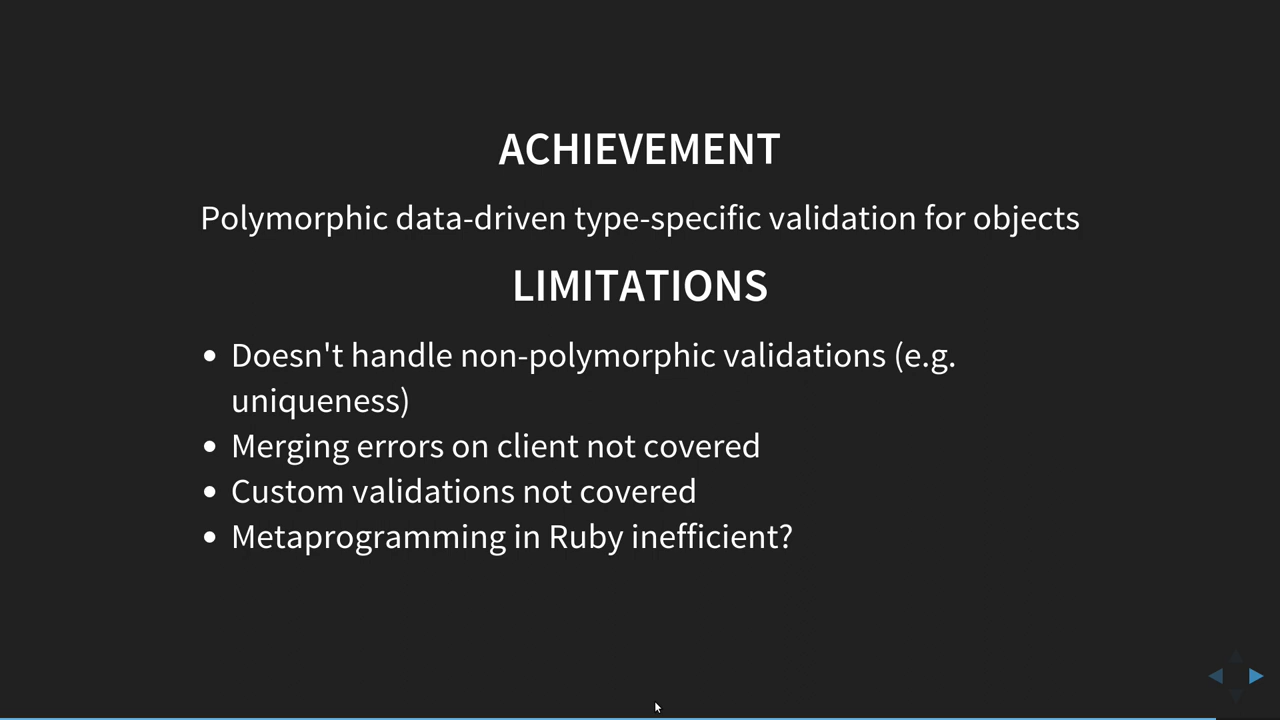 ACHIEVEMENT
Polymorphic data-driven type-specific validation for objects
LIMITATIONS
• Doesn't handle non-polymorphic validations (e.g.
uniqueness)
• Merging errors on client not covered
• Custom validations not covered
• Metaprogramming in Ruby inefficient?